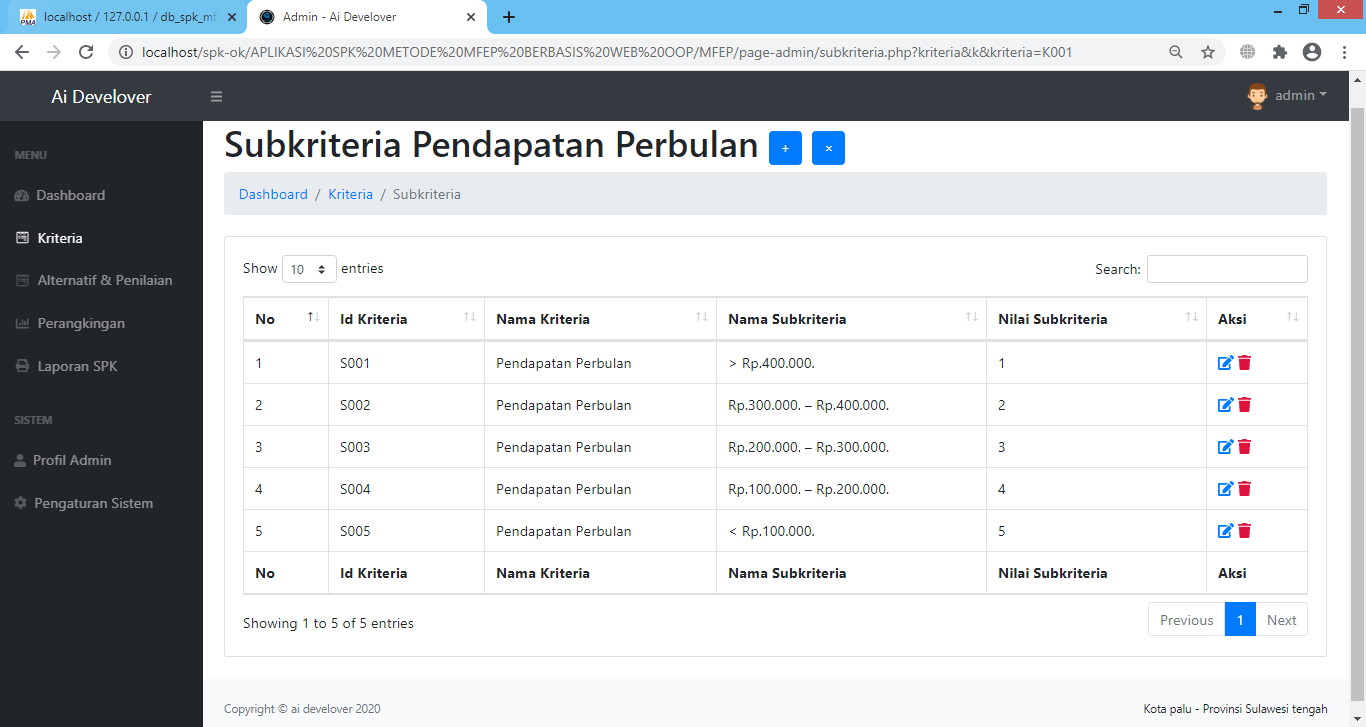 localhost / 127.0.0.1 / db_spk_mf
Admin - Ai Develover
localhost/spk-ok/APLIKASI%20SPK%20METODE%20MFEP%20BERBASIS%20WEB%20OOP/MFEP/page-admin/subkriteria.php?kriteria&k&kriteria=K001
Ai Develover
admin
MENU
Dashboard
Kriteria
Alternatif & Penilaian
Perangkingan
Laporan SPK
SISTEM
Profil Admin
Pengaturan Sistem
Subkriteria Pendapatan Perbulan + ×
Dashboard / Kriteria / Subkriteria
Show 10 entries
Search:
No Id Kriteria Nama Kriteria Nama Subkriteria Nilai Subkriteria Aksi
1 S001 Pendapatan Perbulan > Rp.400.000. 1
2 S002 Pendapatan Perbulan Rp.300.000. – Rp.400.000. 2
3 S003 Pendapatan Perbulan Rp.200.000. – Rp.300.000. 3
4 S004 Pendapatan Perbulan Rp.100.000. – Rp.200.000. 4
5 S005 Pendapatan Perbulan < Rp.100.000. 5
No Id Kriteria Nama Kriteria Nama Subkriteria Nilai Subkriteria Aksi
Showing 1 to 5 of 5 entries
Previous 1 Next
Copyright © ai develover 2020
Kota palu - Provinsi Sulawesi tengah